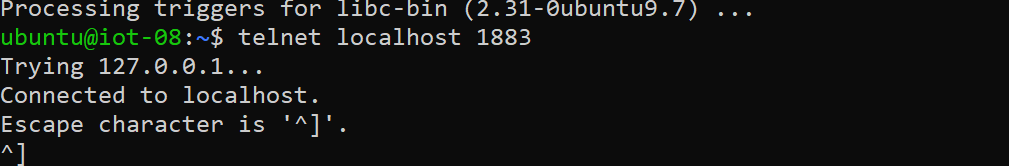 Processing triggers for libc-bin (2.31-0ubuntu9.7) ...
ubuntu@iot-08:~$ telnet localhost 1883
Trying 127.0.0.1...
Connected to localhost.
Escape character is '^]'.
^]